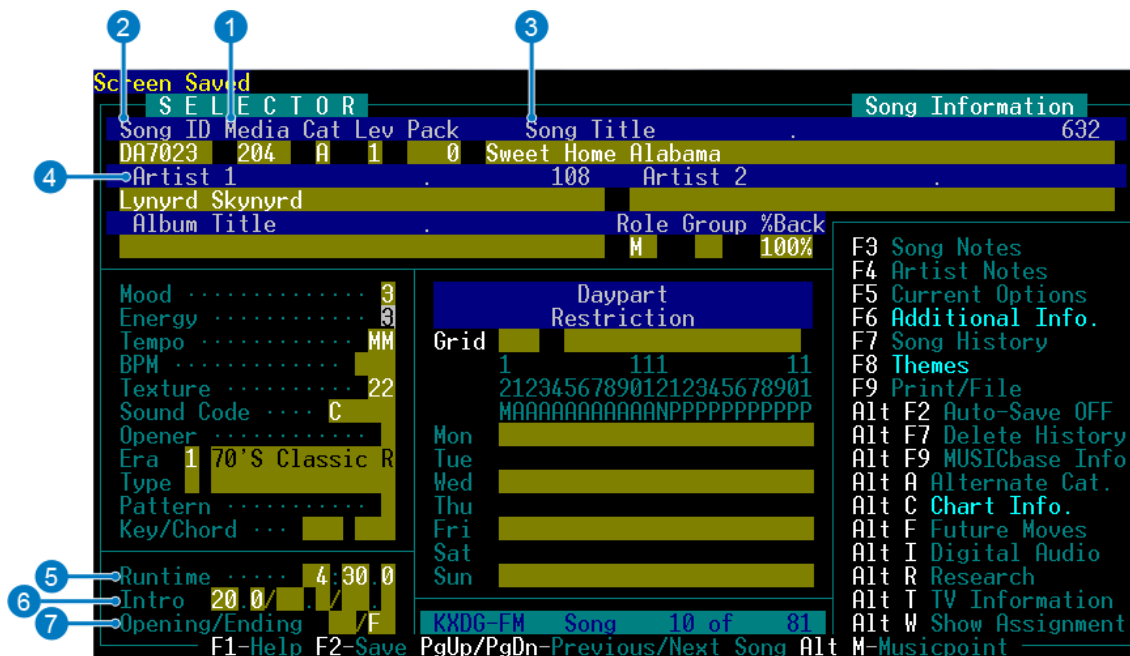 2 1 3
Screen Saved
S E L E C T O R Song Information
Song ID Media Cat Lev Pack Song Title . 632
DA7023 204 A 1 0 Sweet Home Alabama
4 Artist 1 . 108 Artist 2 .
Lynyrd Skynyrd
Album Title . Role Group %Back
M 100%
F3 Song Notes
F4 Artist Notes
F5 Current Options
F6 Additional Info.
F7 Song History
F8 Themes
F9 Print/File
Alt F2 Auto-Save OFF
Alt F7 Delete History
Alt F9 MUSICbase Info
Alt A Alternate Cat.
Alt C Chart Info.
Alt F Future Moves
Alt I Digital Audio
Alt R Research
Alt T TV Information
Alt W Show Assignment
Mood ·············· 3
Energy ············ 3
Tempo ············ MM
BPM ·············
Texture ·········· 22
Sound Code ···· C
Opener ············
Era 1 70'S Classic R
Type
Pattern ···········
Key/Chord ···
Daypart
Restriction
Grid
1 111 11
212345678901212345678901
MAAAAAAAAAAANPPPPPPPPPPP
Mon
Tue
Wed
Thu
Fri
Sat
Sun
5 Runtime ····· 4:30.0
6 Intro 20.0/ . / .
7 Opening/Ending /F
KXDG-FM Song 10 of 81
F1-Help F2-Save PgUp/PgDn-Previous/Next Song Alt M-Musicpoint